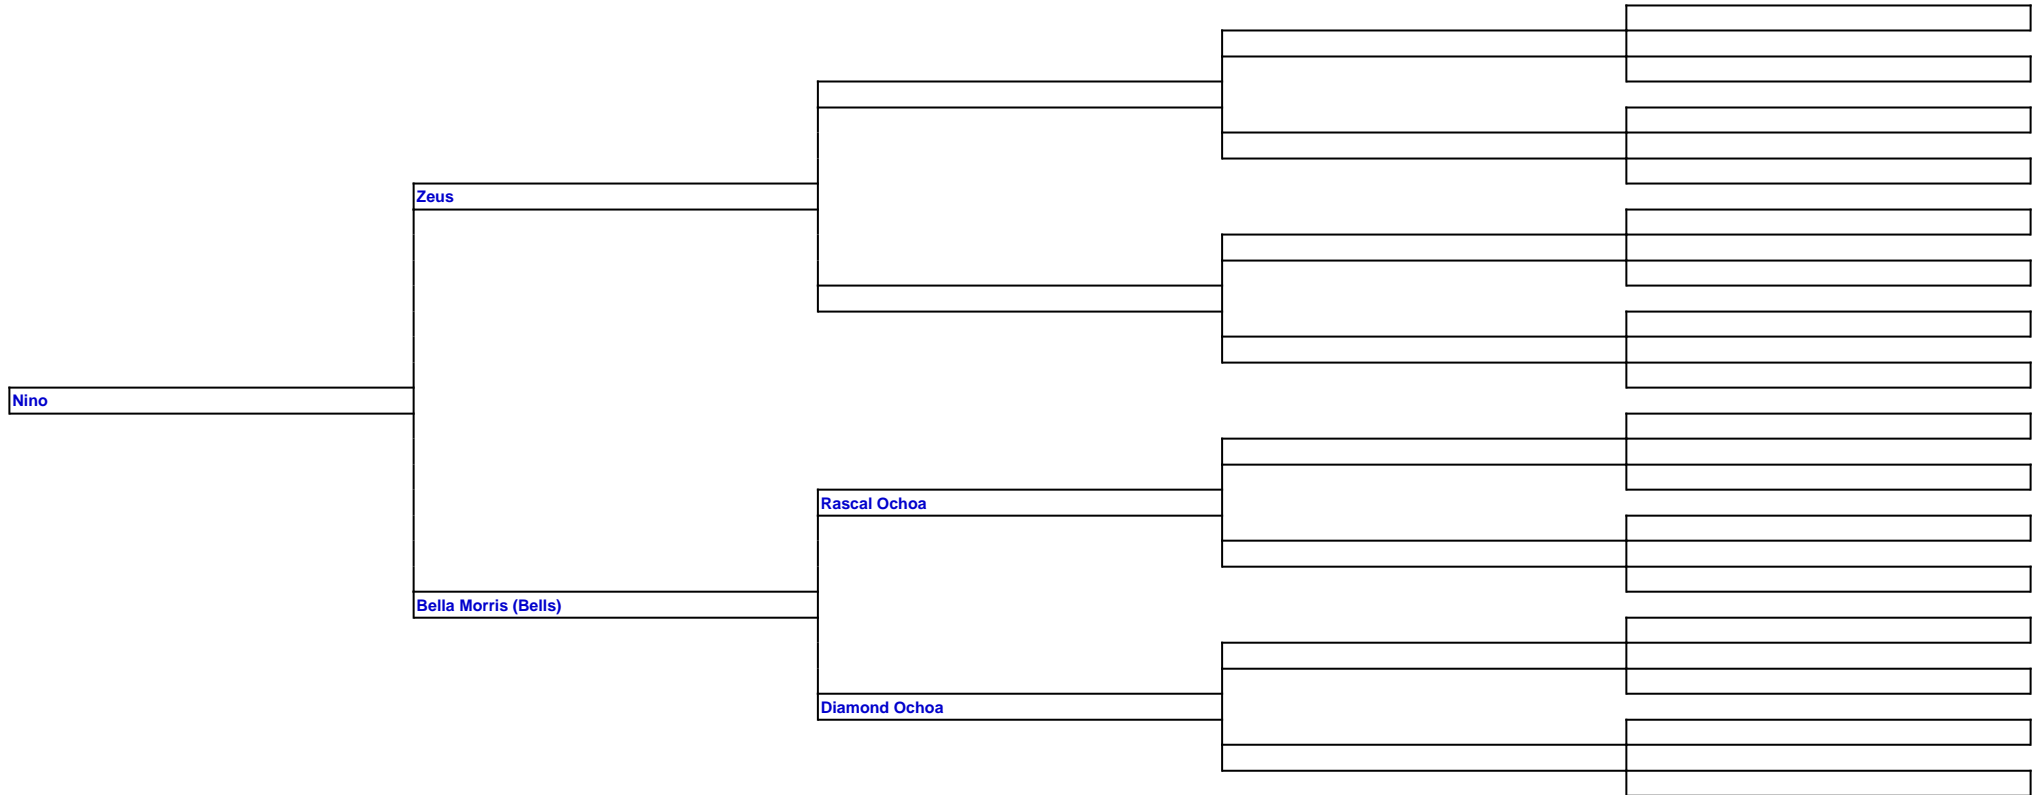 Zeus
Nino
Rascal Ochoa
Bella Morris (Bells)
Diamond Ochoa